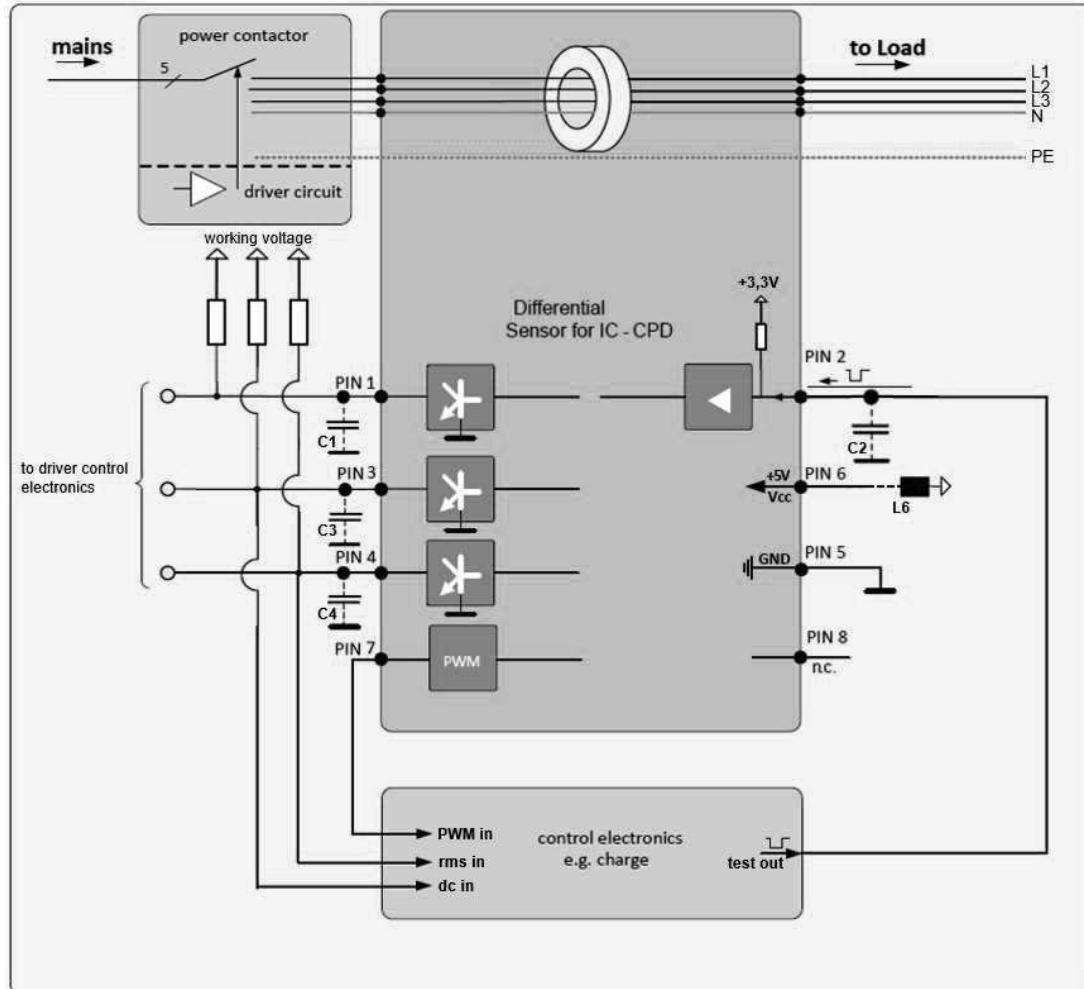 power contactor
mains
5
to Load
L1
L2
L3
N
PE
driver circuit
working voltage
+3,3V
Differential
Sensor for IC - CPD
PIN 1
PIN 2
C1
C2
to driver control
electronics
PIN 3
+5V
Vcc
PIN 6
L6
C3
PIN 4
GND
PIN 5
C4
PIN 7
PWM
PIN 8
n.c.
PWM in
rms in
dc in
control electronics
e.g. charge
test out